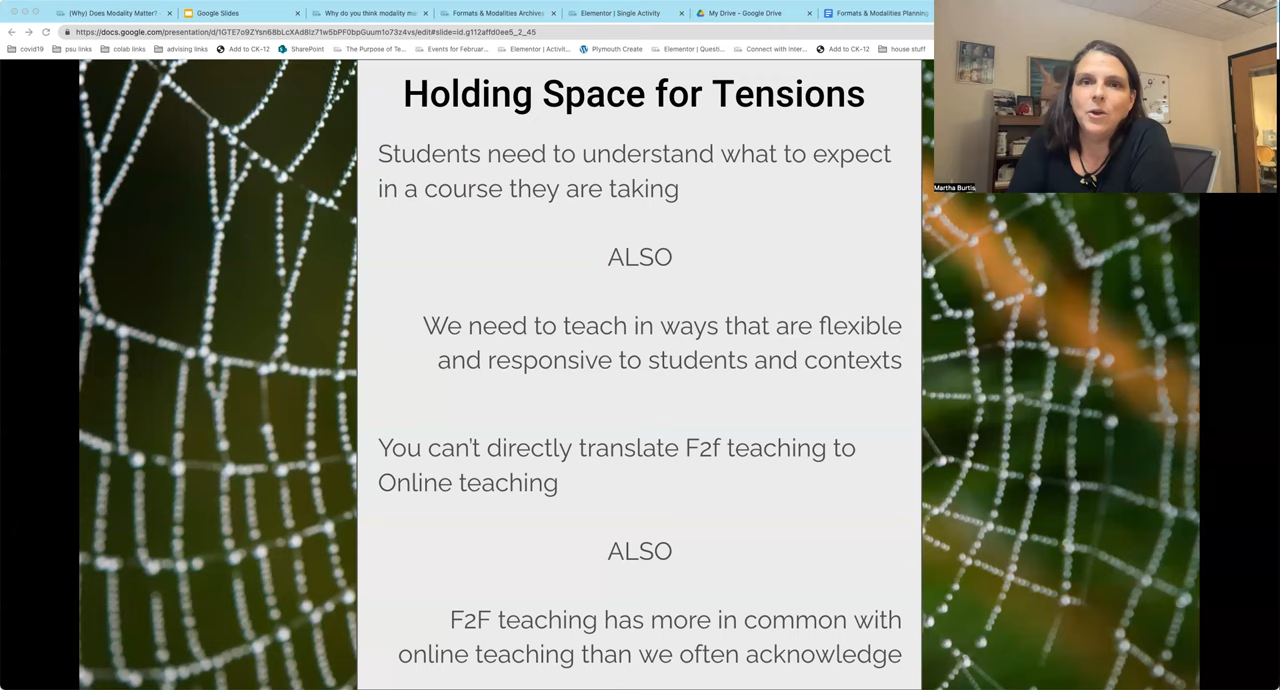 (Why) Does Modality Matter? -
Google Slides
Why do you think modality ma
Formats & Modalities Archives
Elementor | Single Activity
My Drive - Google Drive
Formats & Modalities Planning
https://docs.google.com/presentation/d/1GTE7o9ZYsn68bLcXAd8Iz71w5bPF0bpGuum1o73z4vs/edit#slide=id.g112affd0ea5_2_45
covid19
psu links
colab links
advising links
Add to CK-12
SharePoint
The Purpose of Te...
Events for Februar...
Elementor | Activit...
Plymouth Create
Elementor | Questi...
Connect with Inter...
Add to CK-12
house stuff
Martha Burtis
Holding Space for Tensions
Students need to understand what to expect
in a course they are taking
ALSO
We need to teach in ways that are flexible
and responsive to students and contexts
You can't directly translate F2f teaching to
Online teaching
ALSO
F2F teaching has more in common with
online teaching than we often acknowledge